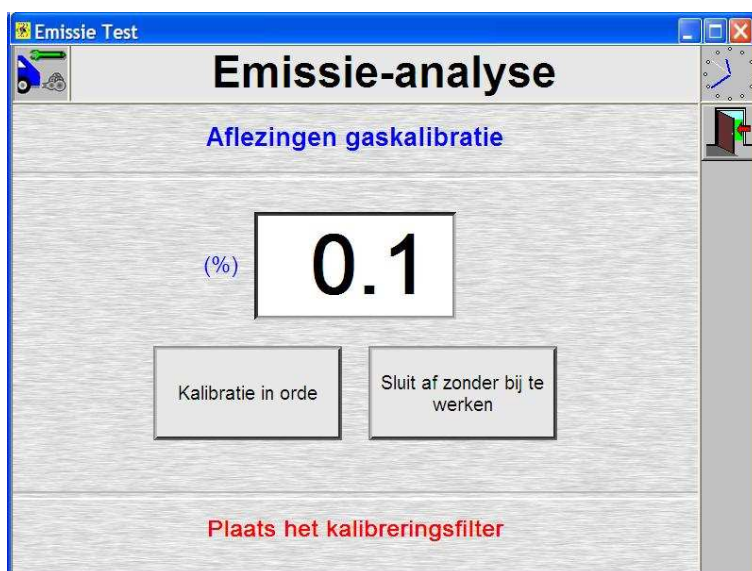 Emissie Test
Emissie-analyse
Aflezingen gaskalibratie
(%)
0.1
Kalibratie in orde
Sluit af zonder bij te
werken
Plaats het kalibreringsfilter